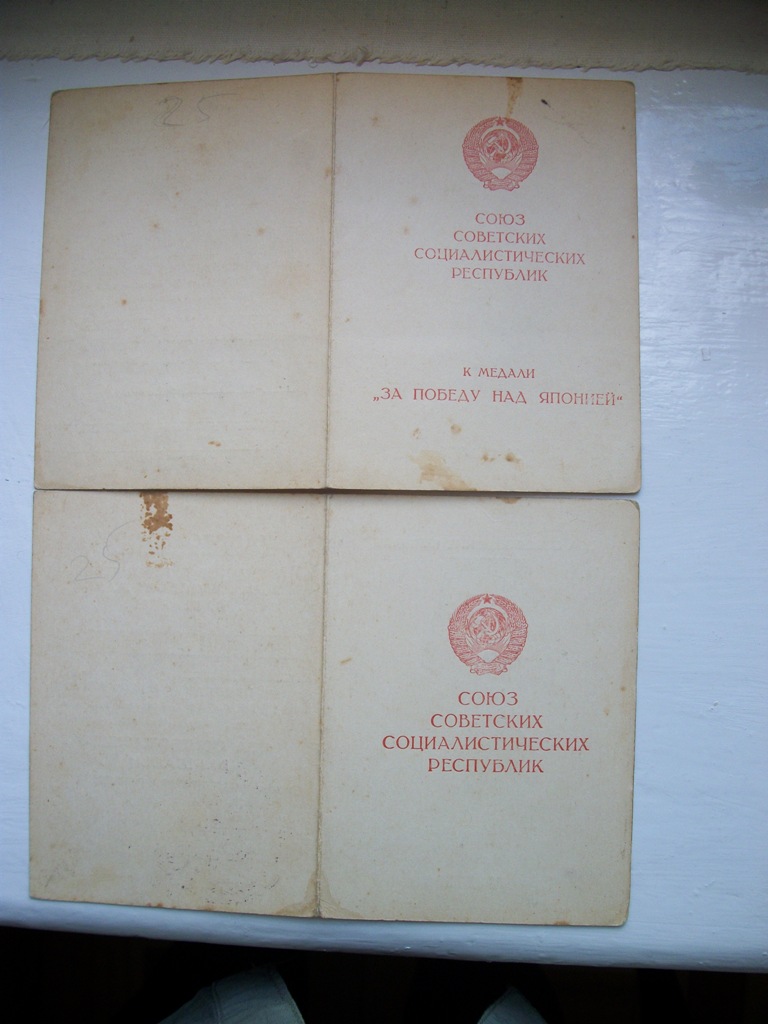 25
СОЮЗ
СОВЕТСКИХ
СОЦИАЛИСТИЧЕСКИХ
РЕСПУБЛИК
К МЕДАЛИ
„ЗА ПОБЕДУ НАД ЯПОНИЕЙ“
25
СОЮЗ
СОВЕТСКИХ
СОЦИАЛИСТИЧЕСКИХ
РЕСПУБЛИК